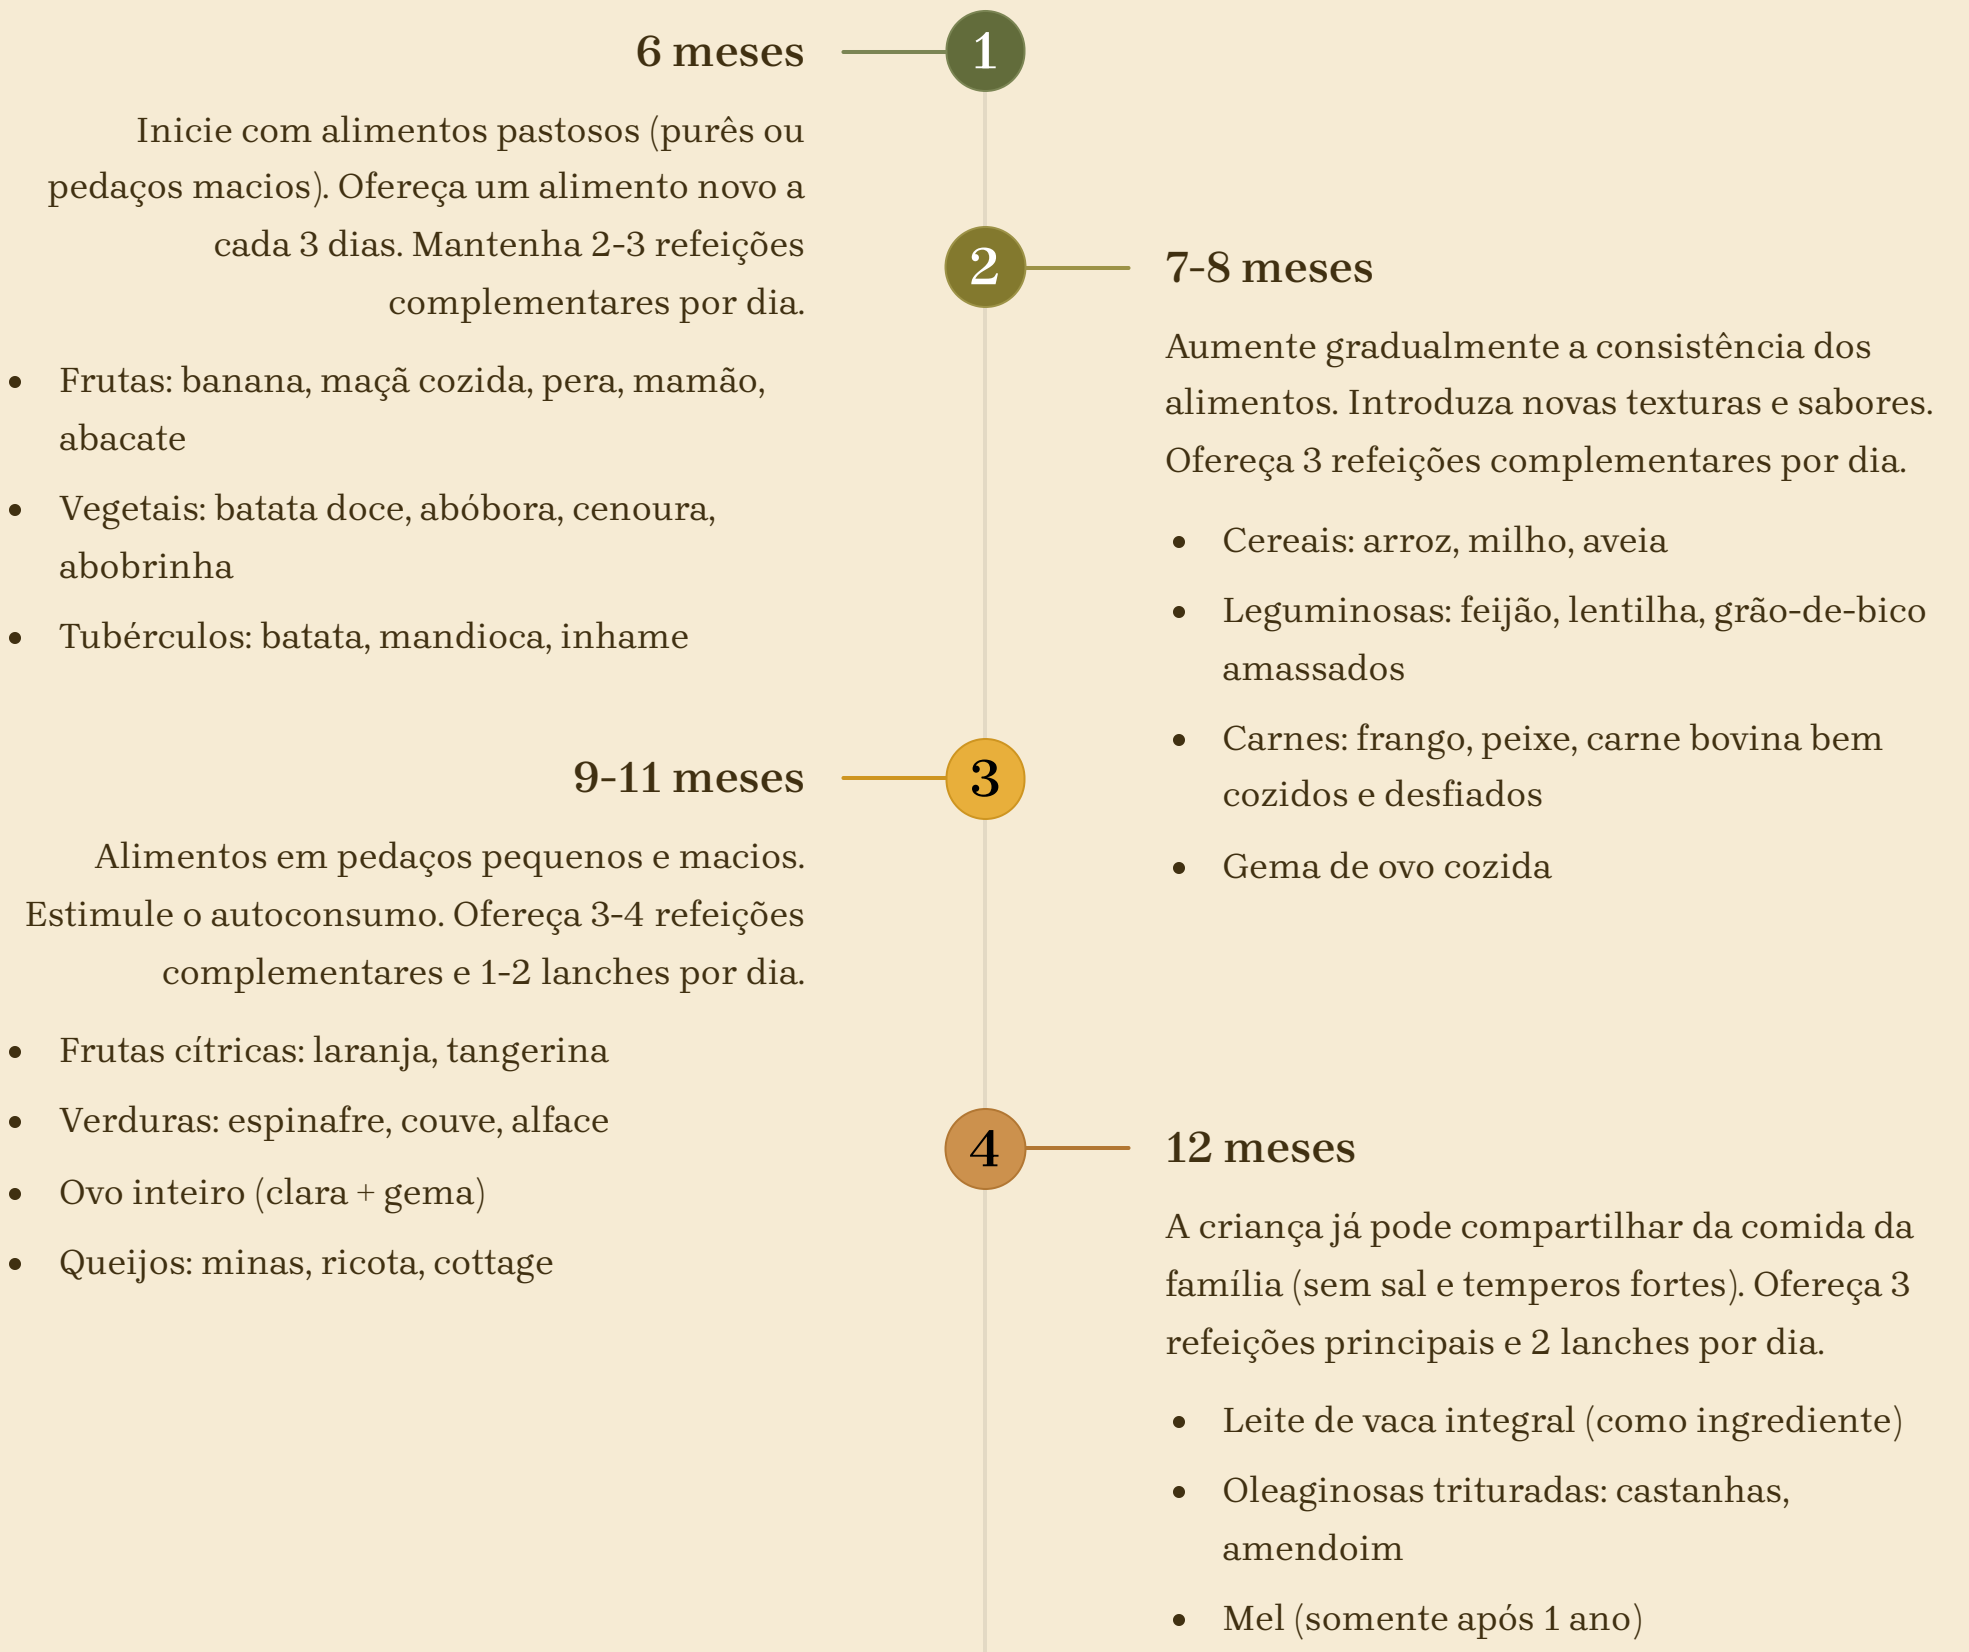 6 meses
1
Inicie com alimentos pastosos (purês ou
pedaços macios). Ofereça um alimento novo a
cada 3 dias. Mantenha 2-3 refeições
complementares por dia.
• Frutas: banana, maçã cozida, pera, mamão,
abacate
• Vegetais: batata doce, abóbora, cenoura,
abobrinha
• Tubérculos: batata, mandioca, inhame
2
7-8 meses
Aumente gradualmente a consistência dos
alimentos. Introduza novas texturas e sabores.
Ofereça 3 refeições complementares por dia.
• Cereais: arroz, milho, aveia
• Leguminosas: feijão, lentilha, grão-de-bico
amassados
• Carnes: frango, peixe, carne bovina bem
cozidos e desfiados
• Gema de ovo cozida
9-11 meses
3
Alimentos em pedaços pequenos e macios.
Estimule o autoconsumo. Ofereça 3-4 refeições
complementares e 1-2 lanches por dia.
• Frutas cítricas: laranja, tangerina
• Verduras: espinafre, couve, alface
• Ovo inteiro (clara + gema)
• Queijos: minas, ricota, cottage
4
12 meses
A criança já pode compartilhar da comida da
família (sem sal e temperos fortes). Ofereça 3
refeições principais e 2 lanches por dia.
• Leite de vaca integral (como ingrediente)
• Oleaginosas trituradas: castanhas,
amendoim
• Mel (somente após 1 ano)